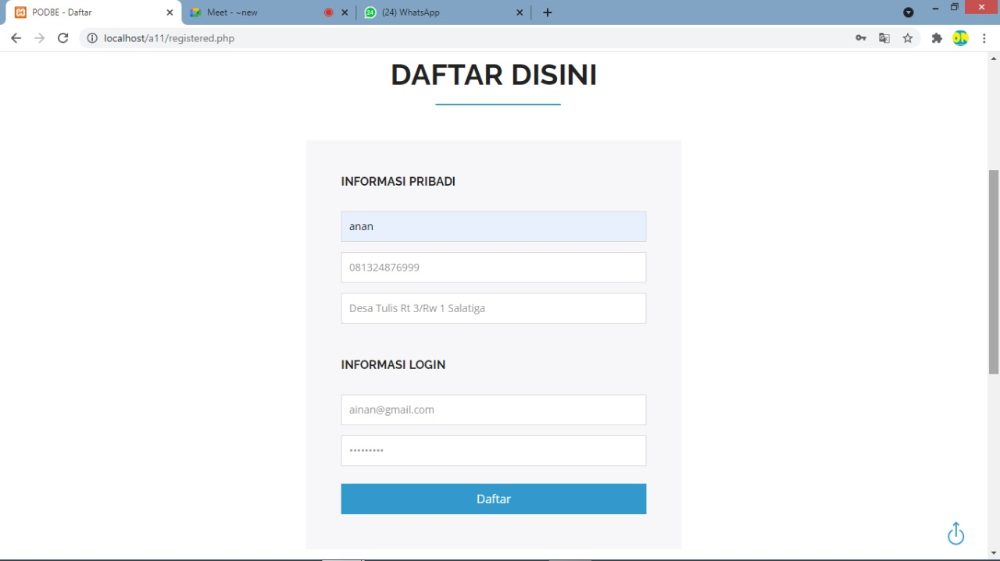 PODBE - Daftar
Meet - ~new
24
(24) WhatsApp
localhost/a11/registered.php
DAFTAR DISINI
INFORMASI PRIBADI
anan
081324876999
Desa Tulis Rt 3/Rw 1 Salatiga
INFORMASI LOGIN
ainan@gmail.com
•••••••••
Daftar